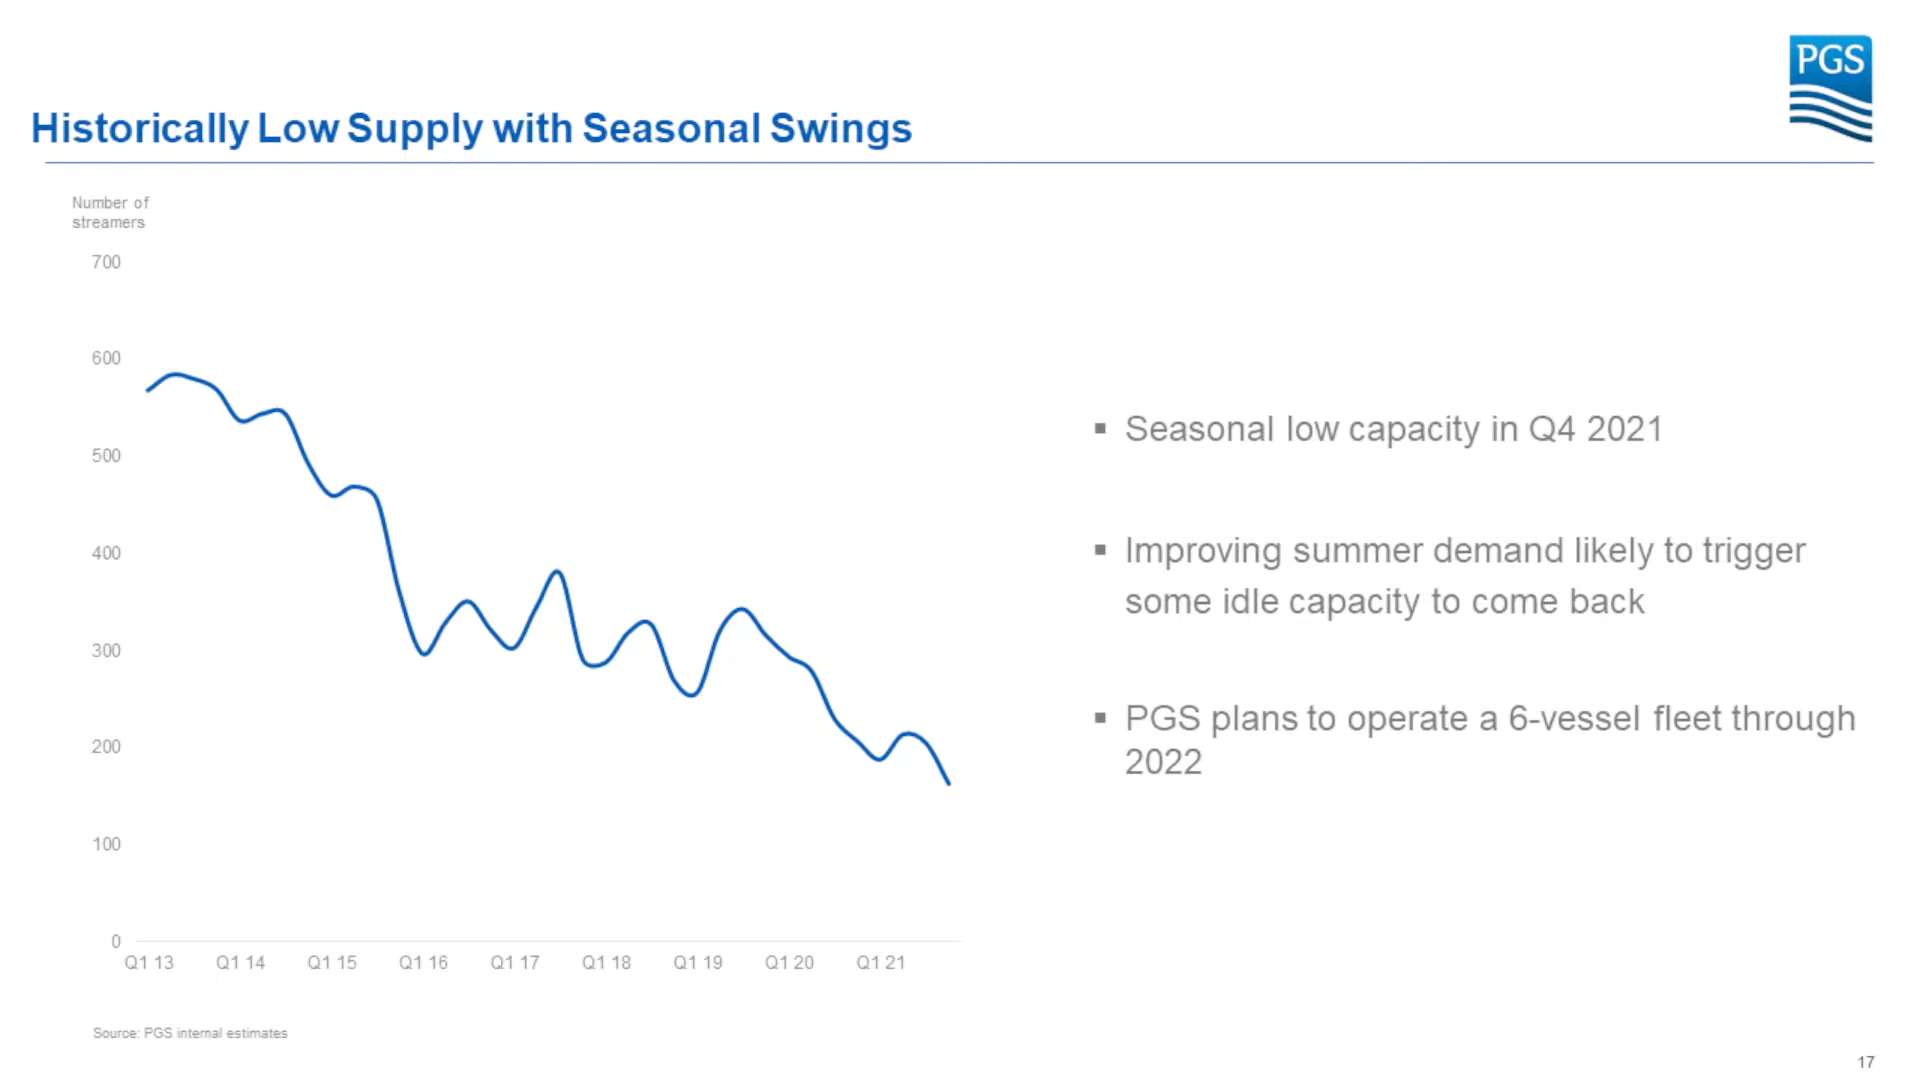 PGS
Historically Low Supply with Seasonal Swings
Number of
streamers
700
600
500
400
300
200
100
0
Q1 13 Q1 14 Q1 15 Q1 16 Q1 17 Q1 18 Q1 19 Q1 20 Q1 21
▪ Seasonal low capacity in Q4 2021
▪ Improving summer demand likely to trigger
some idle capacity to come back
▪ PGS plans to operate a 6-vessel fleet through
2022
Source: PGS internal estimates
17